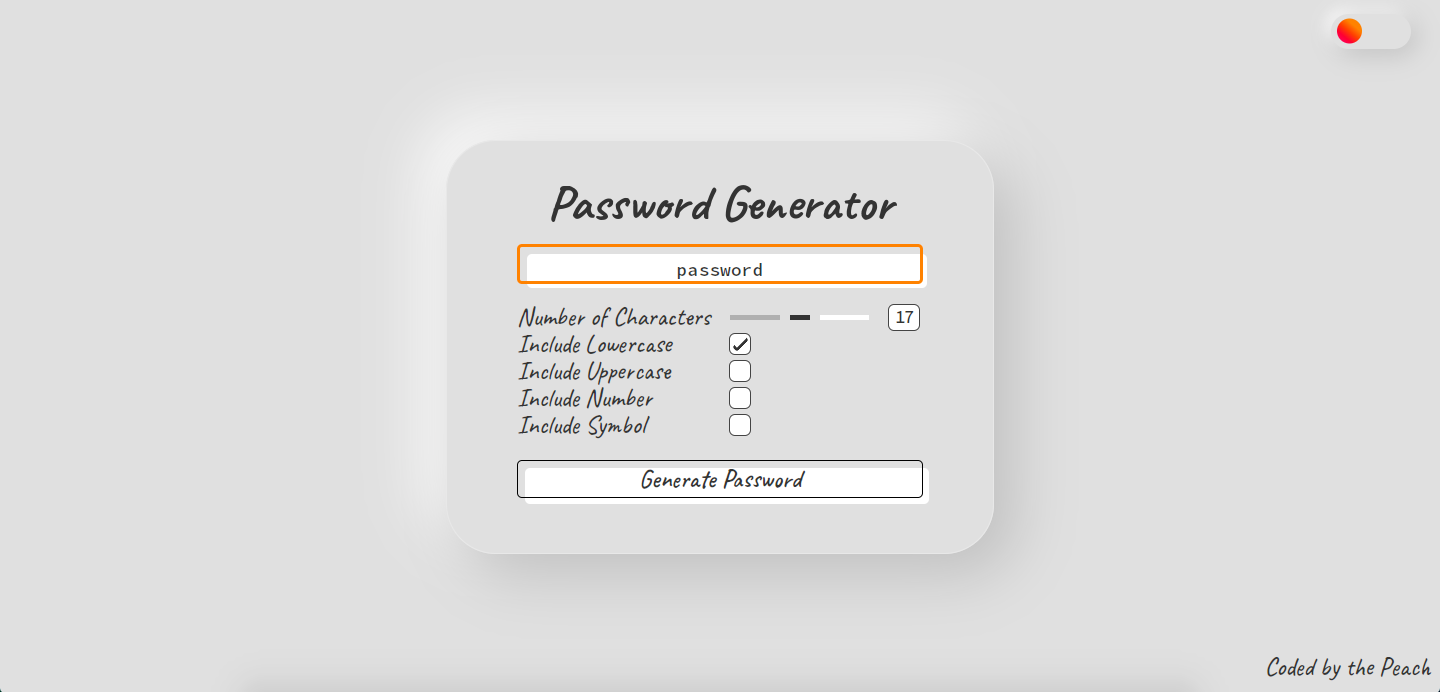 Password Generator
password
Number of Characters 17
Include Lowercase
Include Uppercase
Include Number
Include Symbol
Generate Password
Coded by the Peach